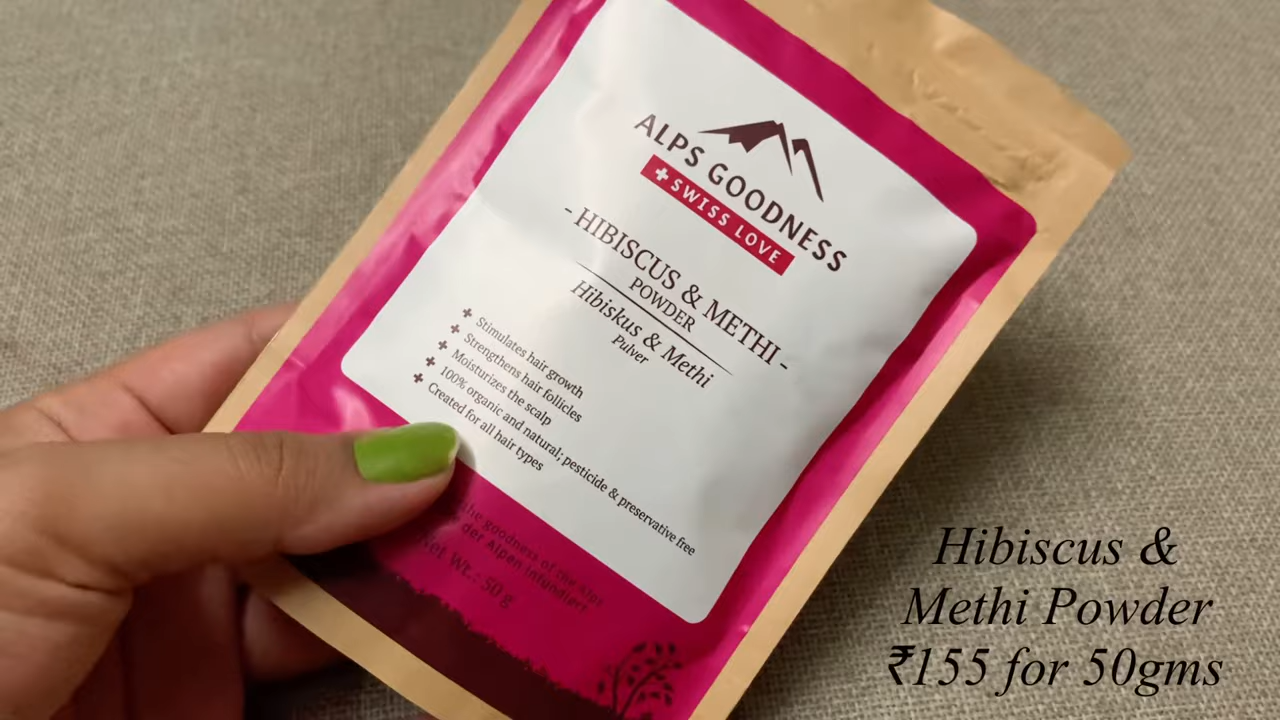 ALPS GOODNESS
SWISS LOVE
- HIBISCUS & METHI -
POWDER
Hibiskus & Methi
Pulver
Stimulates hair growth
Strengthens hair follicles
Moisturizes the scalp
100% organic and natural; pesticide & preservative free
Created for all hair types
the goodness of the Alps
der Alpen infundiert
Net Wt.: 50 g
Hibiscus &
Methi Powder
₹155 for 50gms